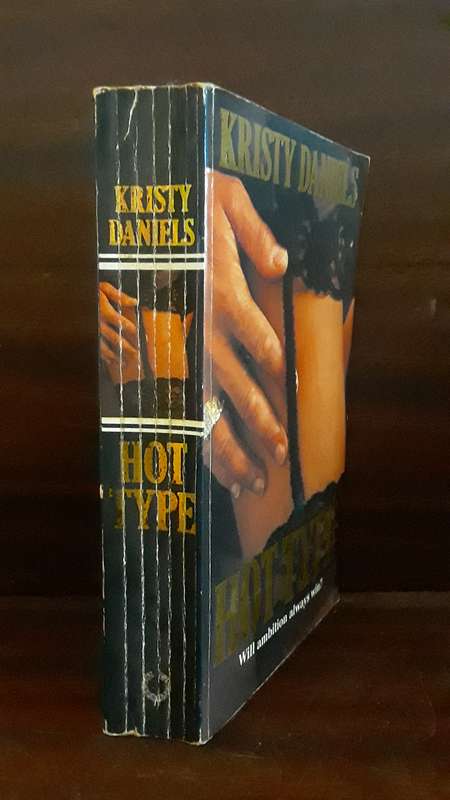 KRISTY
DANIELS
HOT
TYPE
KRISTY DANIELS
HOT TYPE
Will ambition always win?